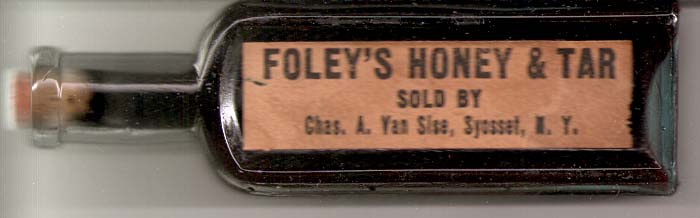 FOLEY'S HONEY & TAR
SOLD BY
Chas. A. Van Sise, Syosset, N. Y.